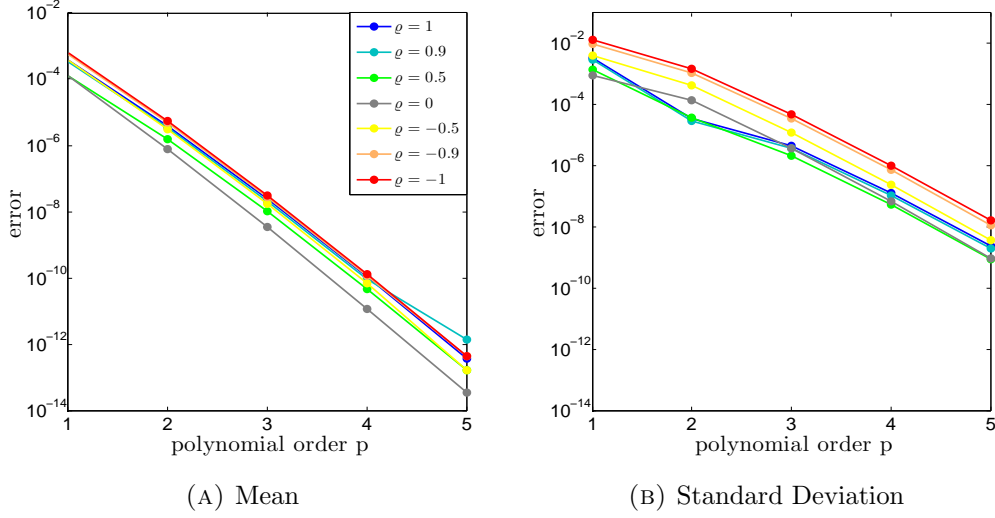 10⁻²
10⁻⁴
10⁻⁶
10⁻⁸
10⁻¹⁰
10⁻¹²
10⁻¹⁴
error
1 2 3 4 5
polynomial order p
ϱ = 1
ϱ = 0.9
ϱ = 0.5
ϱ = 0
ϱ = −0.5
ϱ = −0.9
ϱ = −1
(A) Mean
10⁻²
10⁻⁴
10⁻⁶
10⁻⁸
10⁻¹⁰
10⁻¹²
10⁻¹⁴
error
1 2 3 4 5
polynomial order p
(B) Standard Deviation